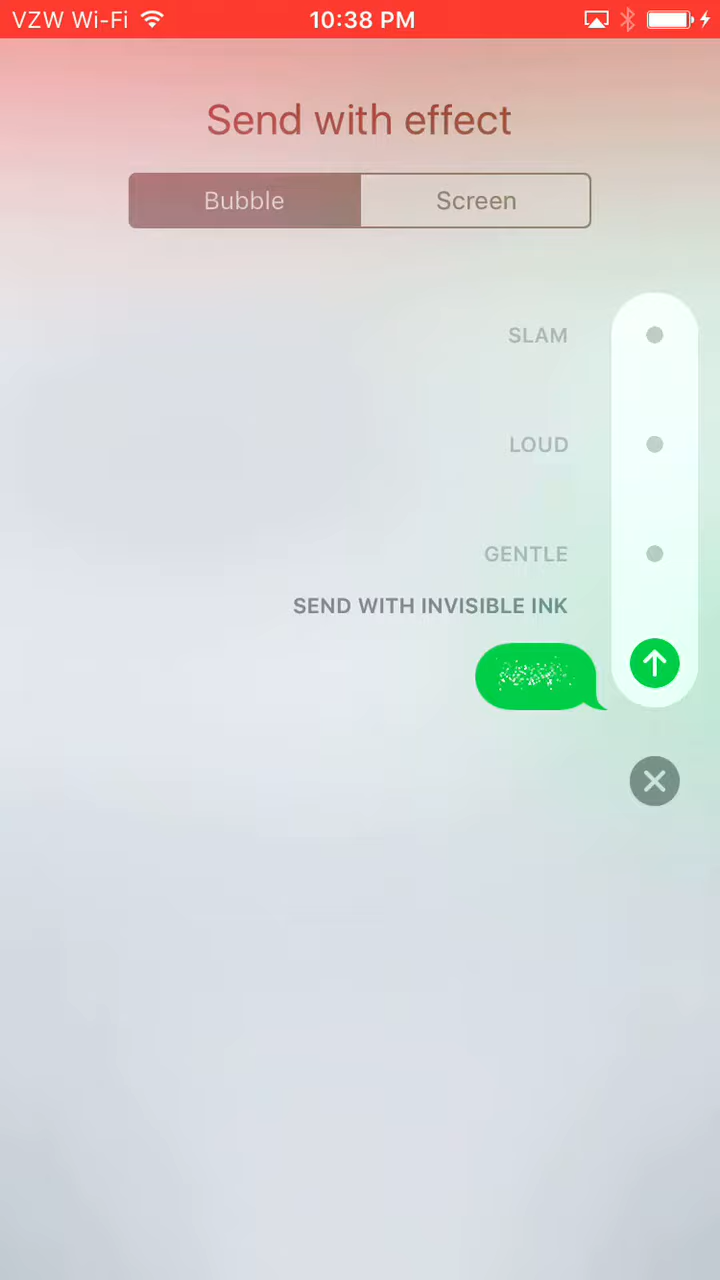 VZW Wi-Fi 10:38 PM
Send with effect
Bubble Screen
SLAM
LOUD
GENTLE
SEND WITH INVISIBLE INK